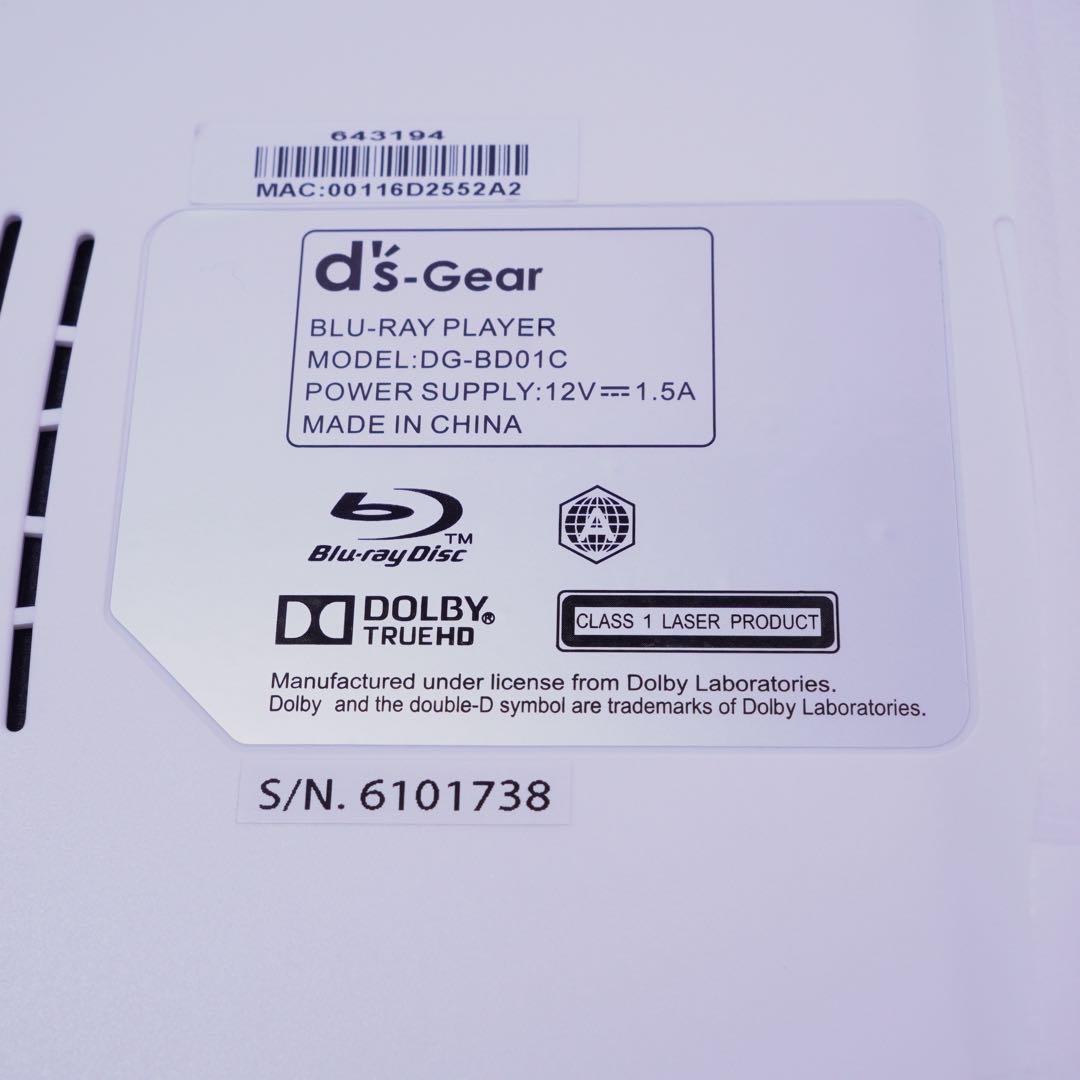 643194
MAC:00116D2552A2
d's-Gear
BLU-RAY PLAYER
MODEL:DG-BD01C
POWER SUPPLY:12V⎓1.5A
MADE IN CHINA
Blu-ray Disc™
A
DOLBY®
TRUEHD
CLASS 1 LASER PRODUCT
Manufactured under license from Dolby Laboratories.
Dolby and the double-D symbol are trademarks of Dolby Laboratories.
S/N. 6101738